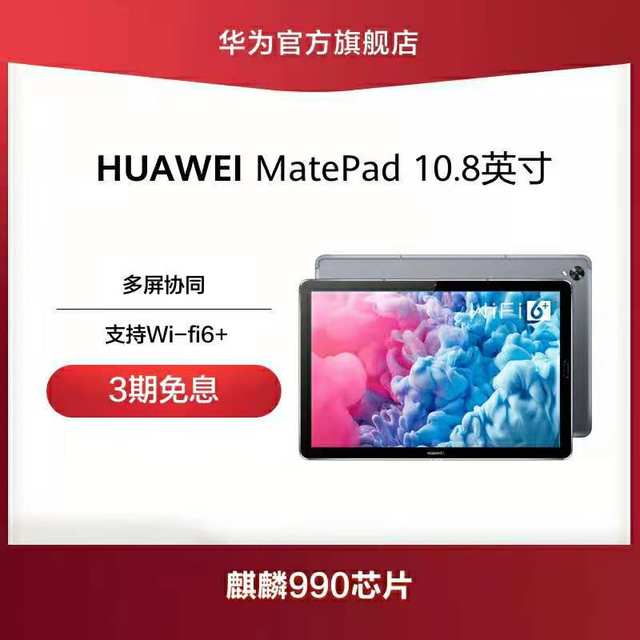 华为官方旗舰店
HUAWEI MatePad 10.8英寸
多屏协同
支持Wi-fi6+
3期免息
WiFi 6+
HUAWEI
麒麟990芯片